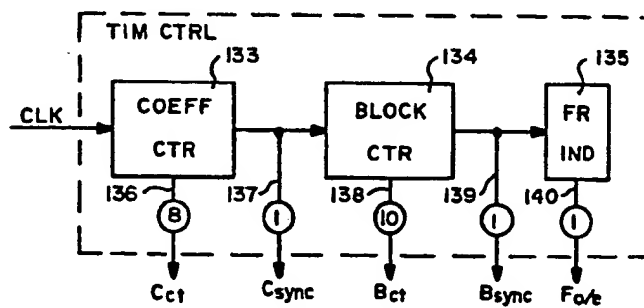 TIM CTRL
133
134
135
CLK
COEFF
CTR
BLOCK
CTR
FR
IND
136
137
138
139
140
8
1
10
1
1
Cct
Csync
Bct
Bsync
Fo/e